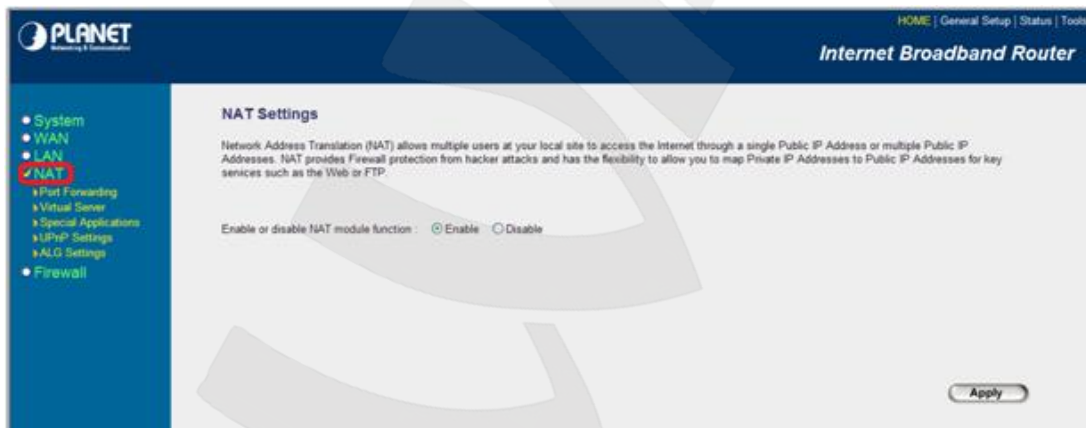 PLANET
Networking & Communication
HOME | General Setup | Status | Tools
Internet Broadband Router
System
WAN
LAN
NAT
Port Forwarding
Virtual Server
Special Applications
UPnP Settings
ALG Settings
Firewall
NAT Settings
Network Address Translation (NAT) allows multiple users at your local site to access the Internet through a single Public IP Address or multiple Public IP
Addresses. NAT provides Firewall protection from hacker attacks and has the flexibility to allow you to map Private IP Addresses to Public IP Addresses for key
services such as the Web or FTP.
Enable or disable NAT module function : Enable Disable
Apply